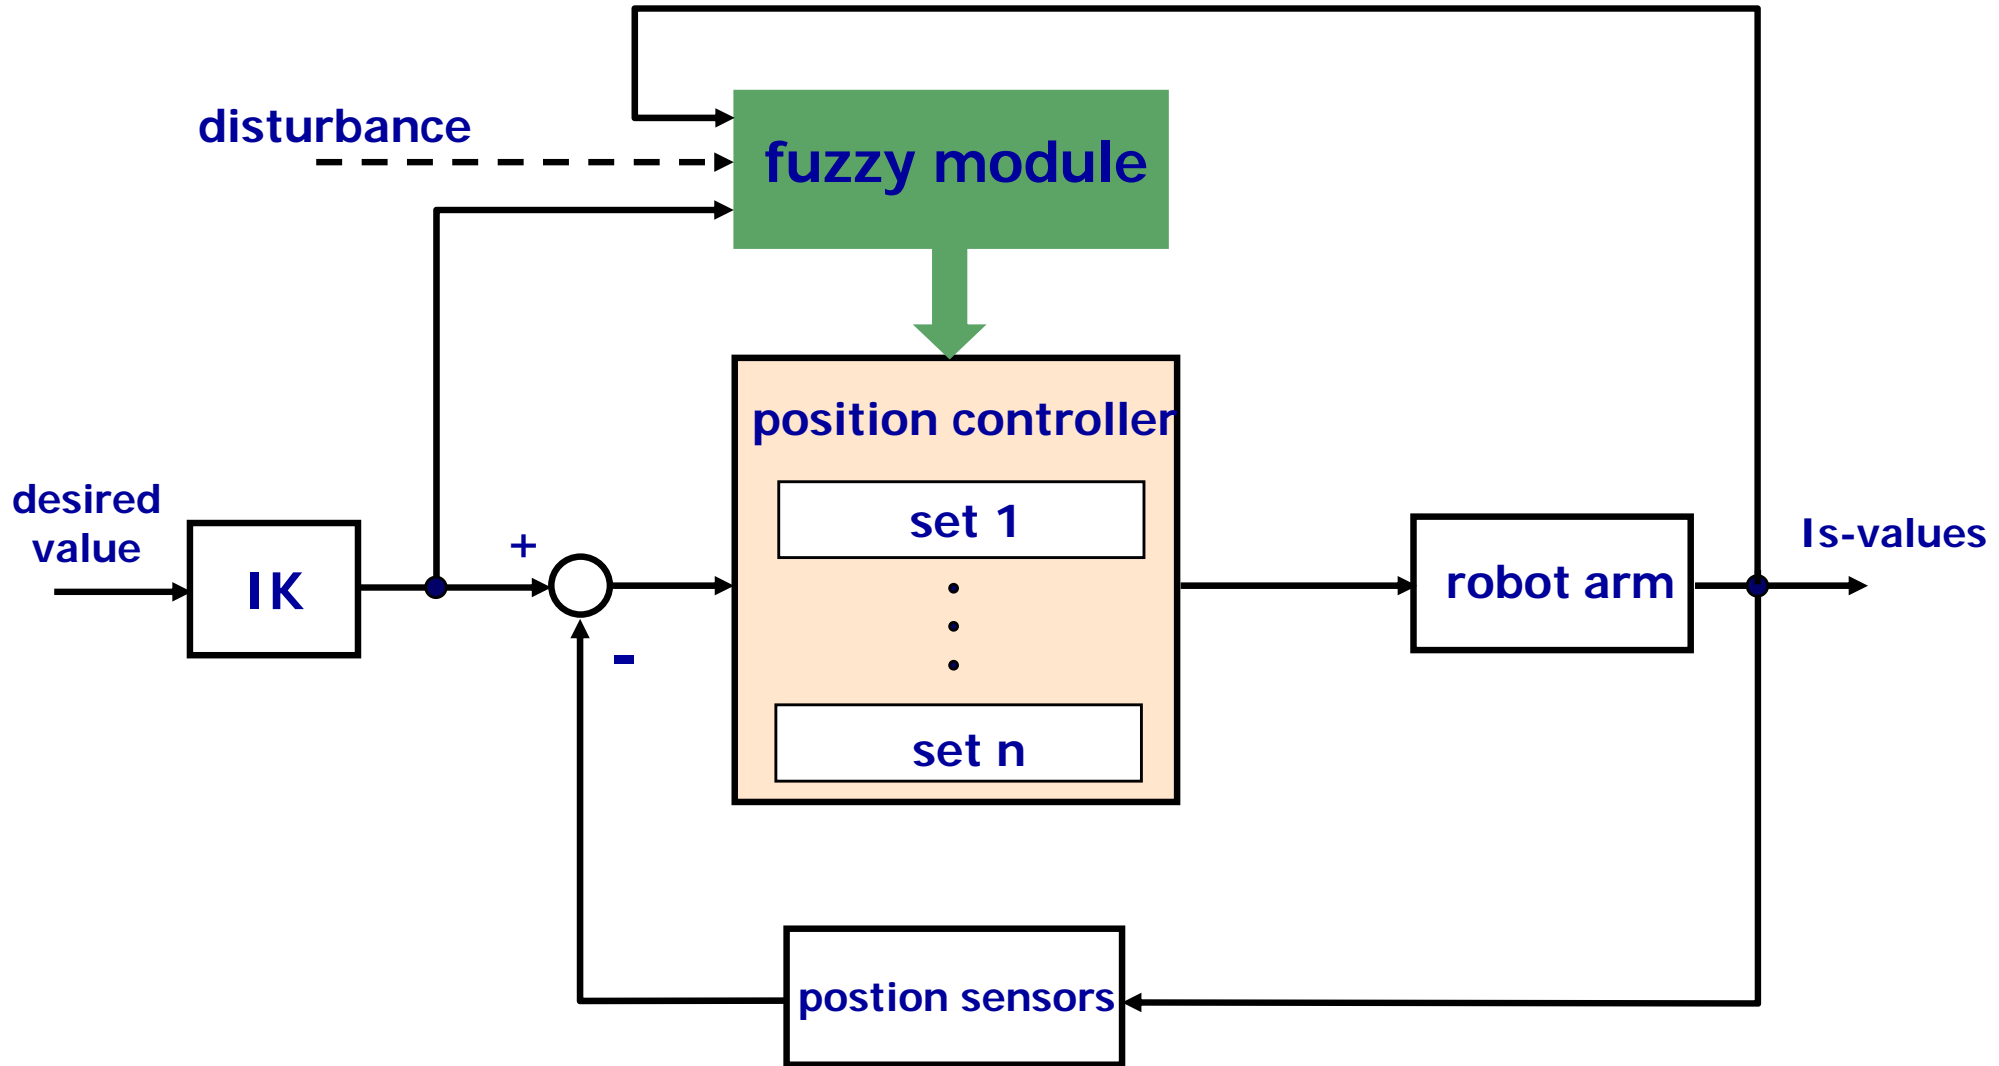 disturbance
fuzzy module
position controller
desired
value
IK
+
-
set 1
set n
robot arm
Is-values
postion sensors